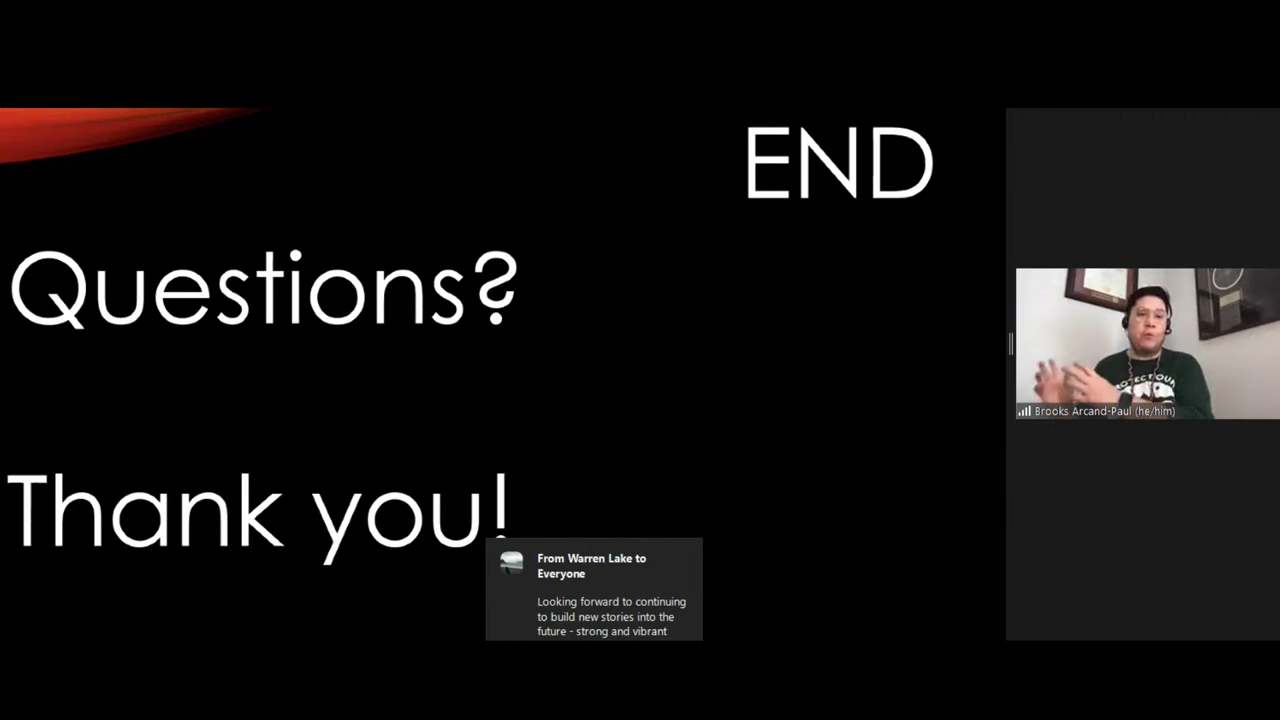 END
Questions?
Thank you!
From Warren Lake to
Everyone
Looking forward to continuing
to build new stories into the
future - strong and vibrant
Brooks Arcand-Paul (he/him)